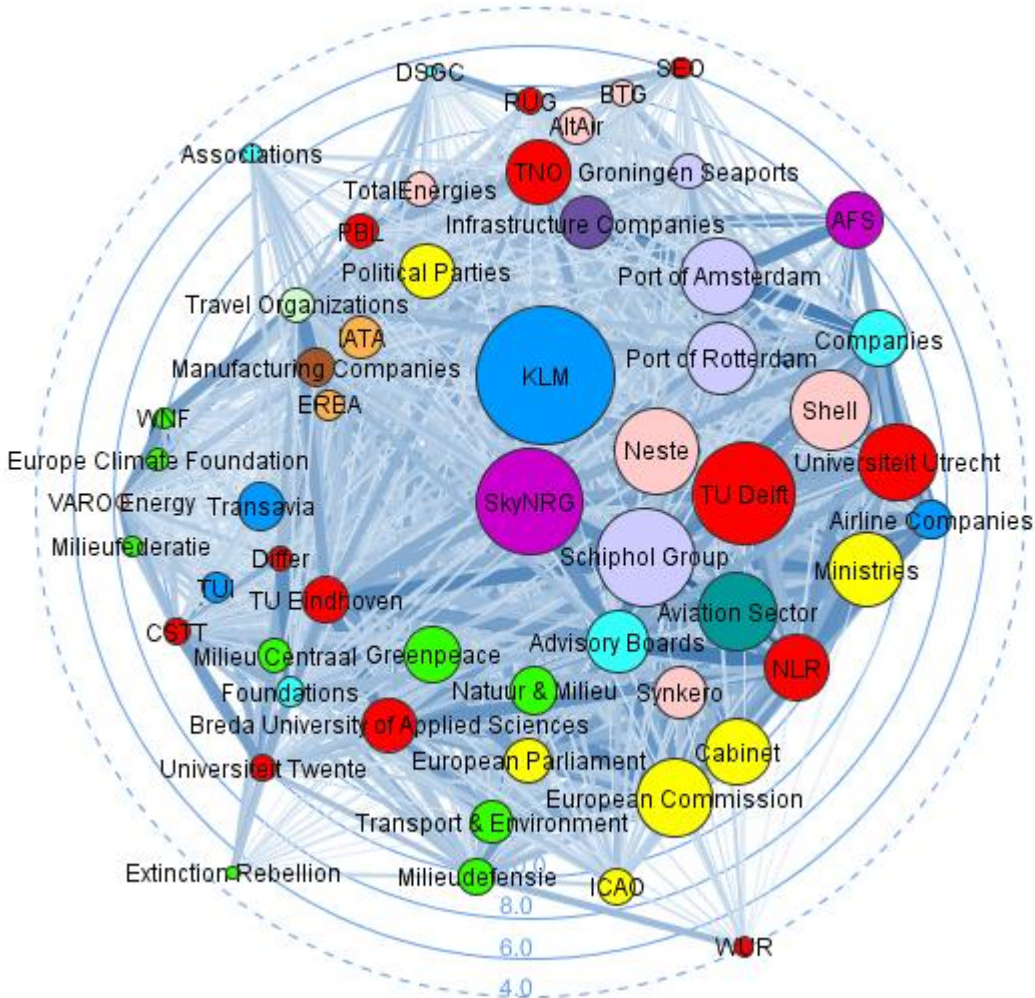 DSGC
SEO
RUG
BTG
AltAir
Associations
TNO
Groningen Seaports
TotalEnergies
Infrastructure Companies
AFS
PBL
Political Parties
Port of Amsterdam
Travel Organizations
IATA
Companies
Manufacturing Companies
KLM
Port of Rotterdam
EREA
Shell
WNF
Neste
Europe Climate Foundation
Universiteit Utrecht
VAROEnergy
Transavia
SkyNRG
TU Delft
Airline Companies
Milieufederatie
Differ
Schiphol Group
Ministries
TUI
TU Eindhoven
Aviation Sector
CSTT
Milieu Centraal
Greenpeace
Advisory Boards
NLR
Foundations
Natuur & Milieu
Synkero
Breda University of Applied Sciences
Cabinet
Universiteit Twente
European Parliament
European Commission
Transport & Environment
Extinction Rebellion
Milieudefensie
ICAO
8.0
WUR
6.0
4.0